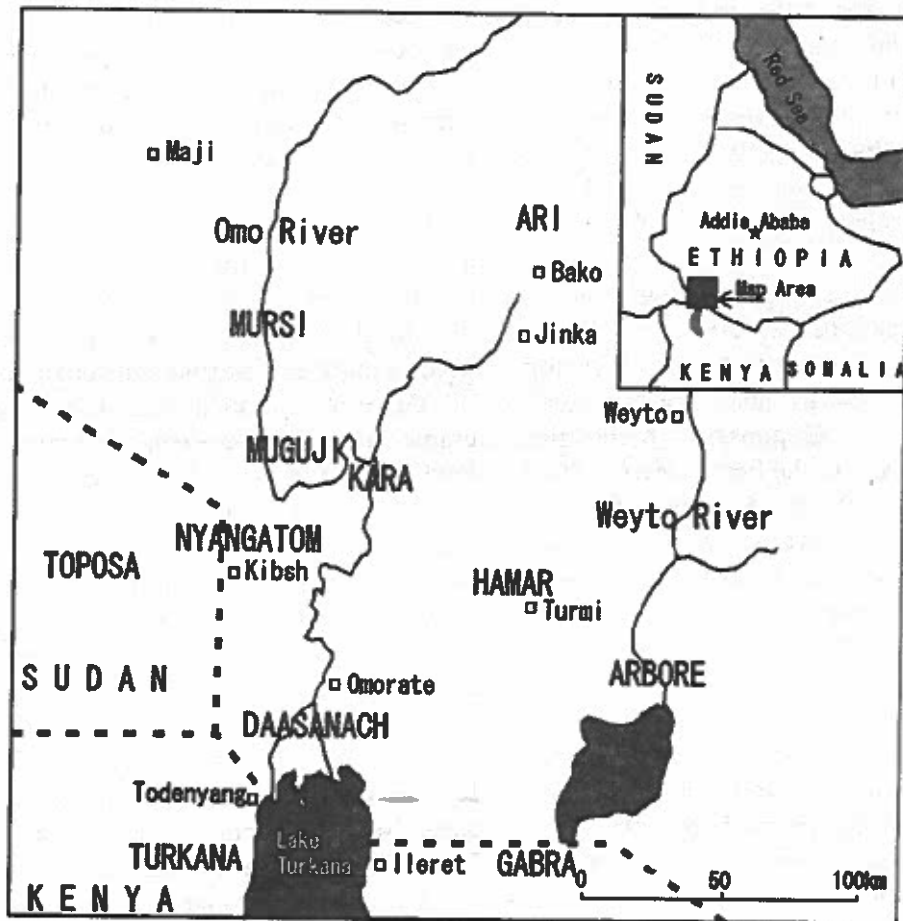 SUDAN
Red Sea
Maji
Omo River
ARI
Addis Ababa
ETHIOPIA
Bako
Map Area
MURSI
Jinka
KENYA
SOMALIA
Weyto
MUGUJI
KARA
Weyto River
NYANGATOM
TOPOSA
Kibsh
HAMAR
Turmi
SUDAN
Omorate
ARBORE
DAASANACH
Todenyang
Lake
Turkana
TURKANA
Ileret
GABRA
KENYA
0 50 100km